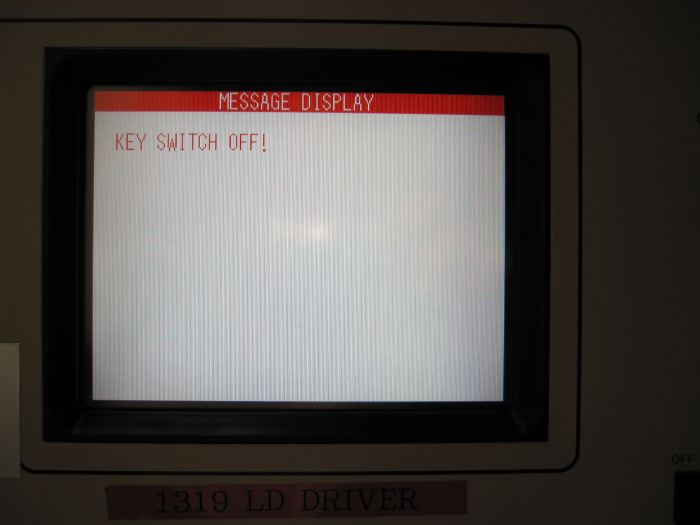 MESSAGE DISPLAY
KEY SWITCH OFF!
OFF
1319 LD DRIVER